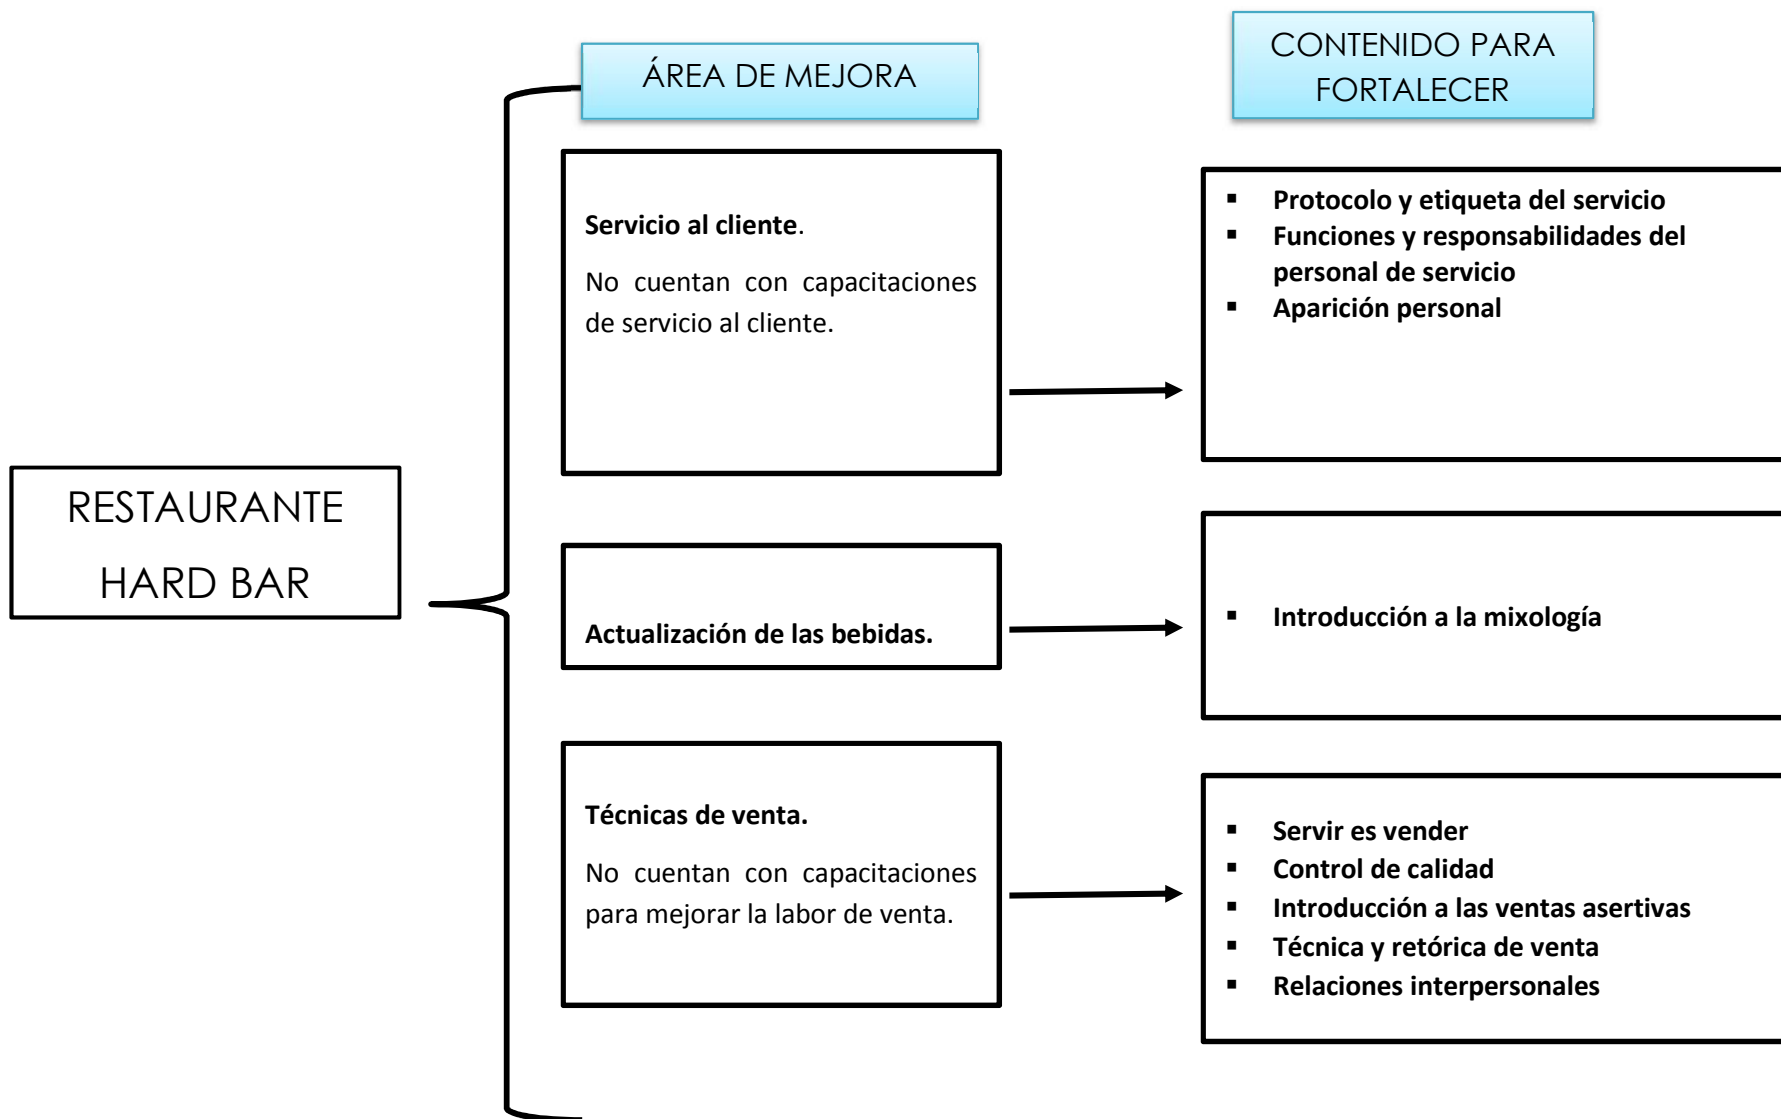 ÁREA DE MEJORA
CONTENIDO PARA
FORTALECER
RESTAURANTE
HARD BAR
Servicio al cliente.
No cuentan con capacitaciones
de servicio al cliente.
▪ Protocolo y etiqueta del servicio
▪ Funciones y responsabilidades del
personal de servicio
▪ Aparición personal
Actualización de las bebidas.
▪ Introducción a la mixología
Técnicas de venta.
No cuentan con capacitaciones
para mejorar la labor de venta.
▪ Servir es vender
▪ Control de calidad
▪ Introducción a las ventas asertivas
▪ Técnica y retórica de venta
▪ Relaciones interpersonales